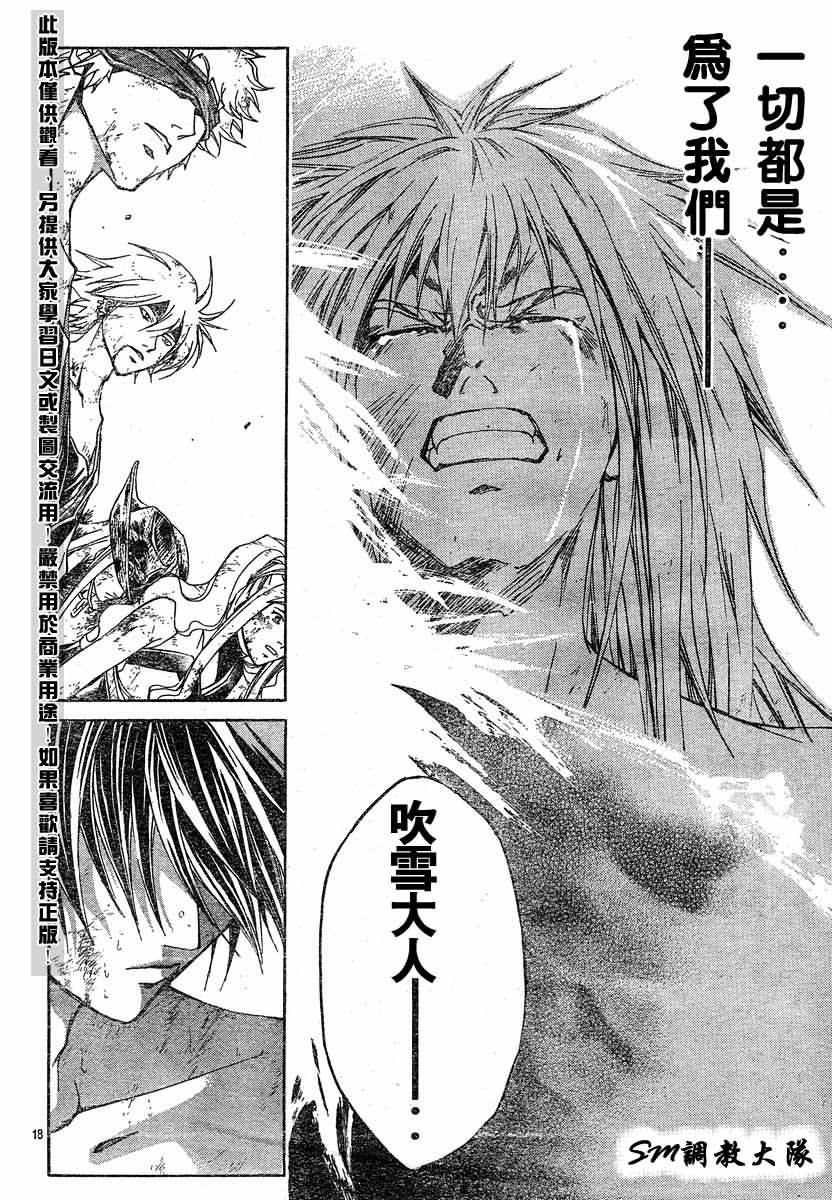 一切都是‥‥‥
為了我們──
吹雪大人──‥
此版本僅供觀看！另提供大家學習日文或製圖交流用！嚴禁用於商業用途！如果喜歡請支持正版！
18
SM調教大隊